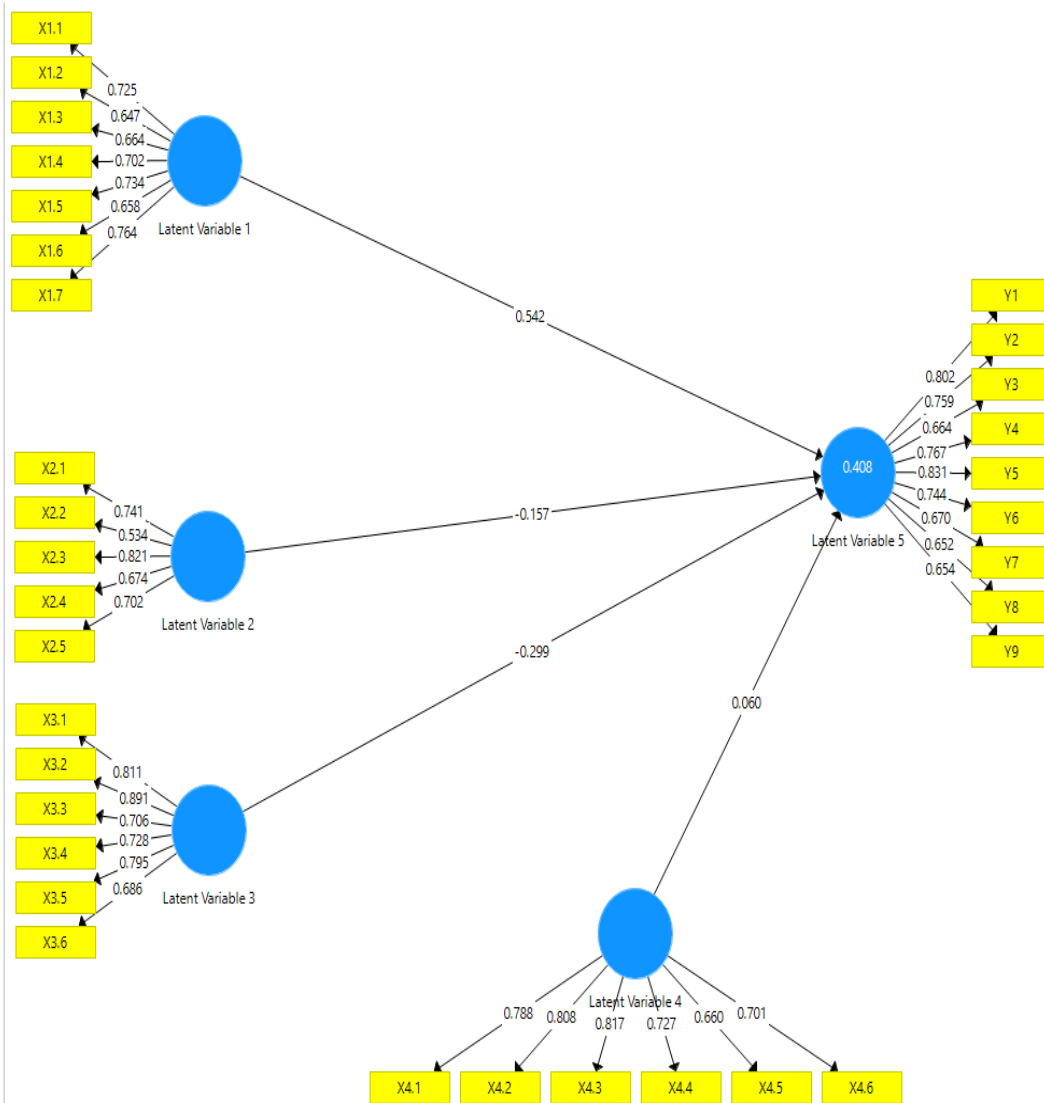 X1.1
X1.2
X1.3
X1.4
X1.5
X1.6
X1.7
0.725
0.647
0.664
0.702
0.734
0.658
0.764
Latent Variable 1
0.542
X2.1
X2.2
X2.3
X2.4
X2.5
0.741
0.534
0.821
0.674
0.702
Latent Variable 2
-0.157
X3.1
X3.2
X3.3
X3.4
X3.5
X3.6
0.811
0.891
0.706
0.728
0.795
0.686
Latent Variable 3
-0.299
Latent Variable 4
0.788
0.808
0.817
0.727
0.660
0.701
X4.1
X4.2
X4.3
X4.4
X4.5
X4.6
0.060
0.408
Latent Variable 5
0.802
0.759
0.664
0.767
0.831
0.744
0.670
0.652
0.654
Y1
Y2
Y3
Y4
Y5
Y6
Y7
Y8
Y9